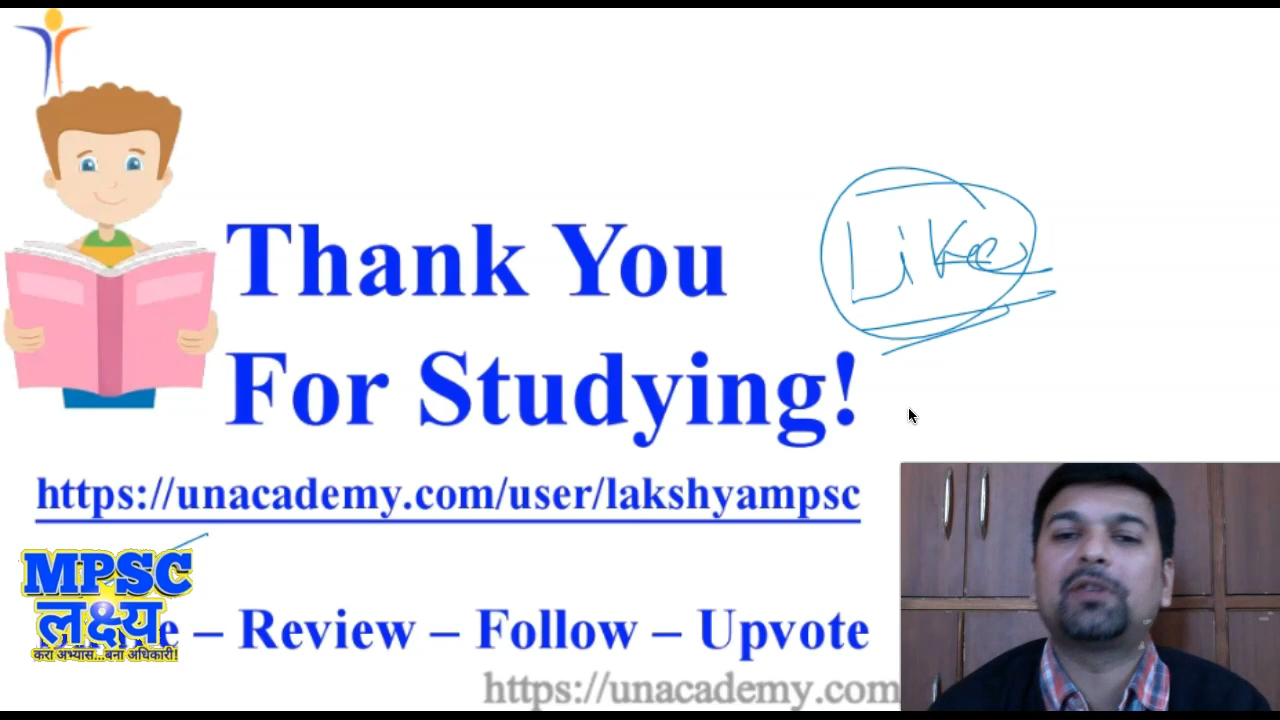 Thank You
Like
For Studying!
https://unacademy.com/user/lakshyampsc
MPSC
लक्ष्य
करा अभ्यास...बना अधिकारी!
– Review – Follow – Upvote
https://unacademy.com